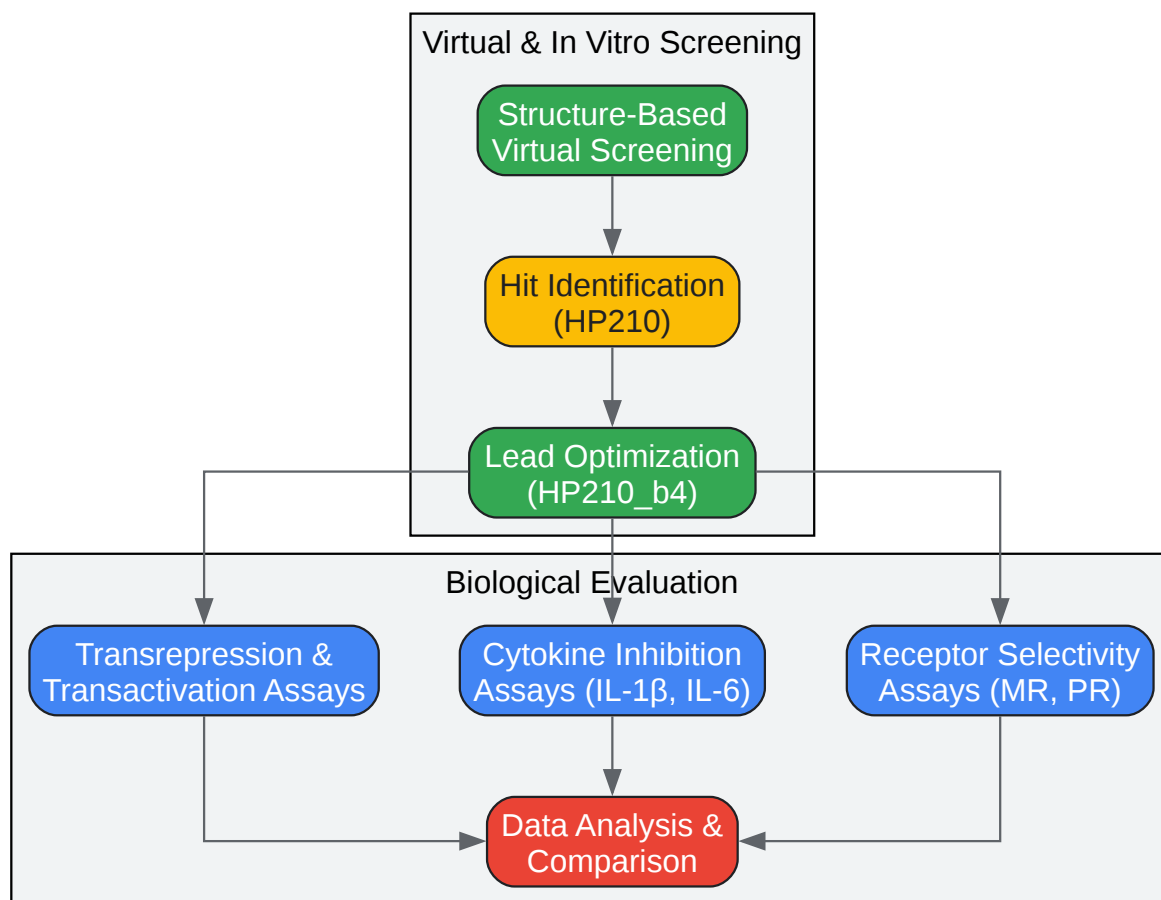 Virtual & In Vitro Screening
Structure-Based
Virtual Screening
Hit Identification
(HP210)
Lead Optimization
(HP210_b4)
Biological Evaluation
Transrepression &
Transactivation Assays
Cytokine Inhibition
Assays (IL-1β, IL-6)
Receptor Selectivity
Assays (MR, PR)
Data Analysis &
Comparison